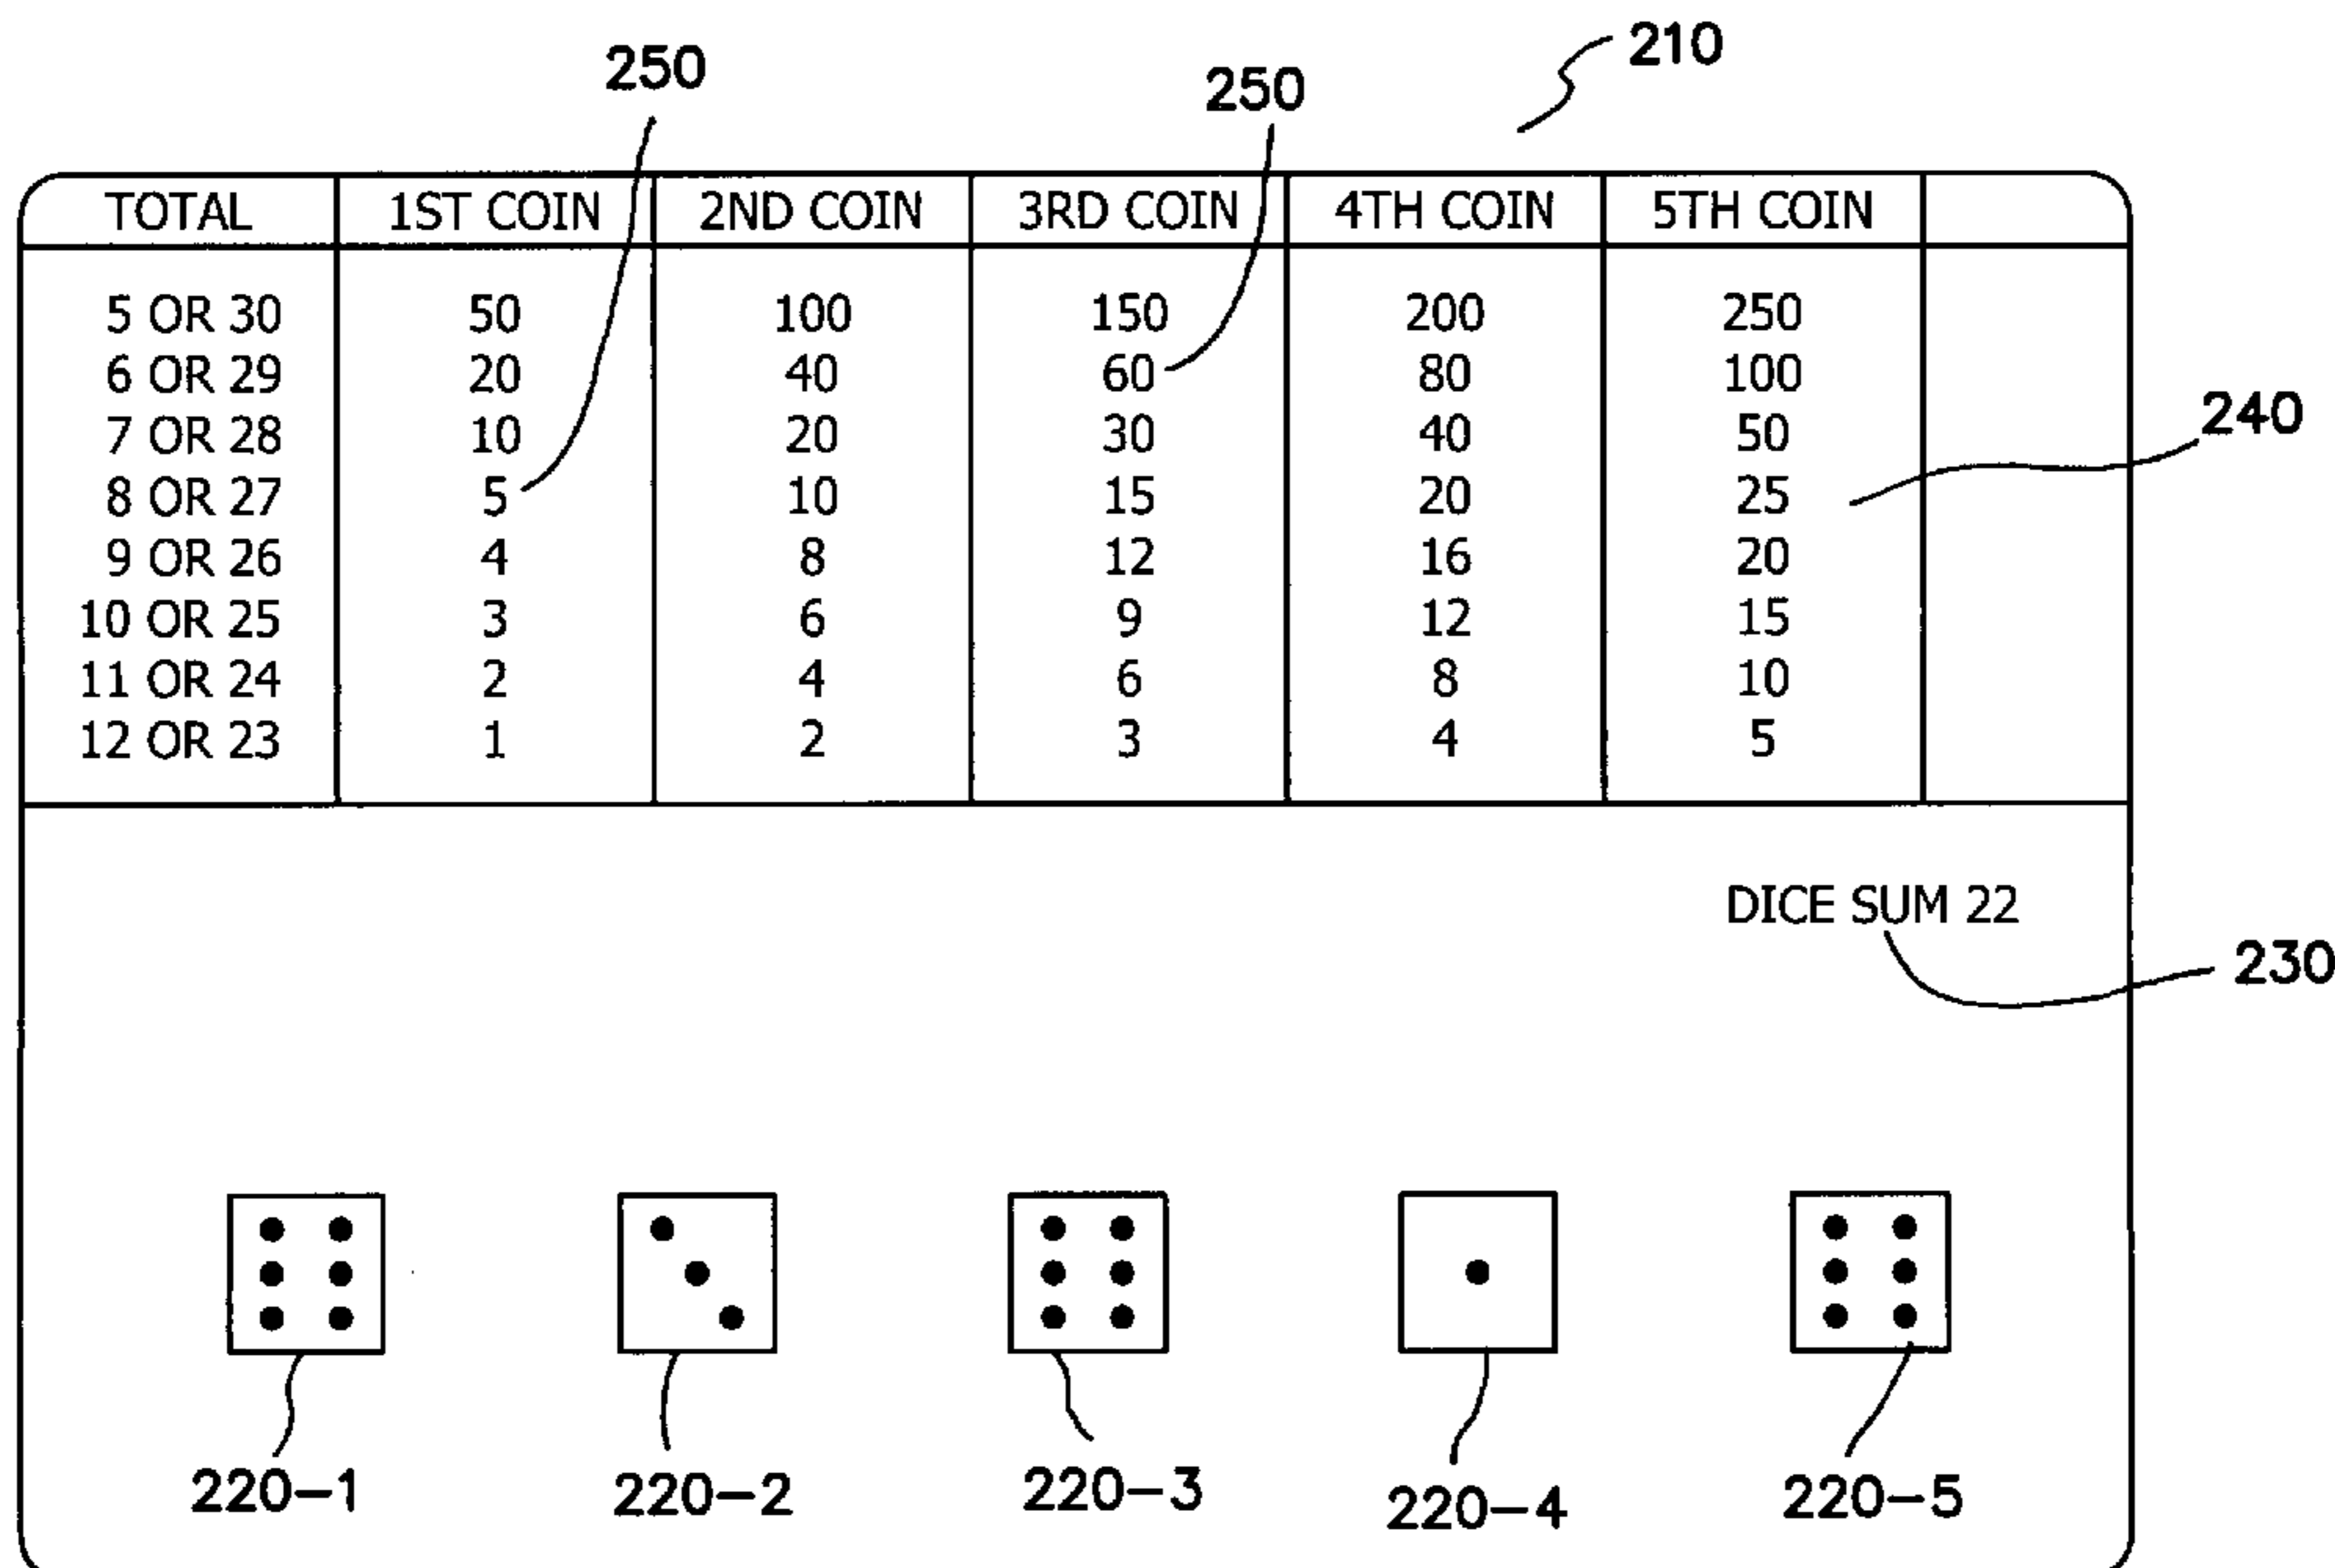 210
250 250
TOTAL 1ST COIN 2ND COIN 3RD COIN 4TH COIN 5TH COIN
5 OR 30 50 100 150 200 250
6 OR 29 20 40 60 80 100
7 OR 28 10 20 30 40 50
240
8 OR 27 5 10 15 20 25
9 OR 26 4 8 12 16 20
10 OR 25 3 6 9 12 15
11 OR 24 2 4 6 8 10
12 OR 23 1 2 3 4 5
DICE SUM 22
230
220-1 220-2 220-3 220-4 220-5